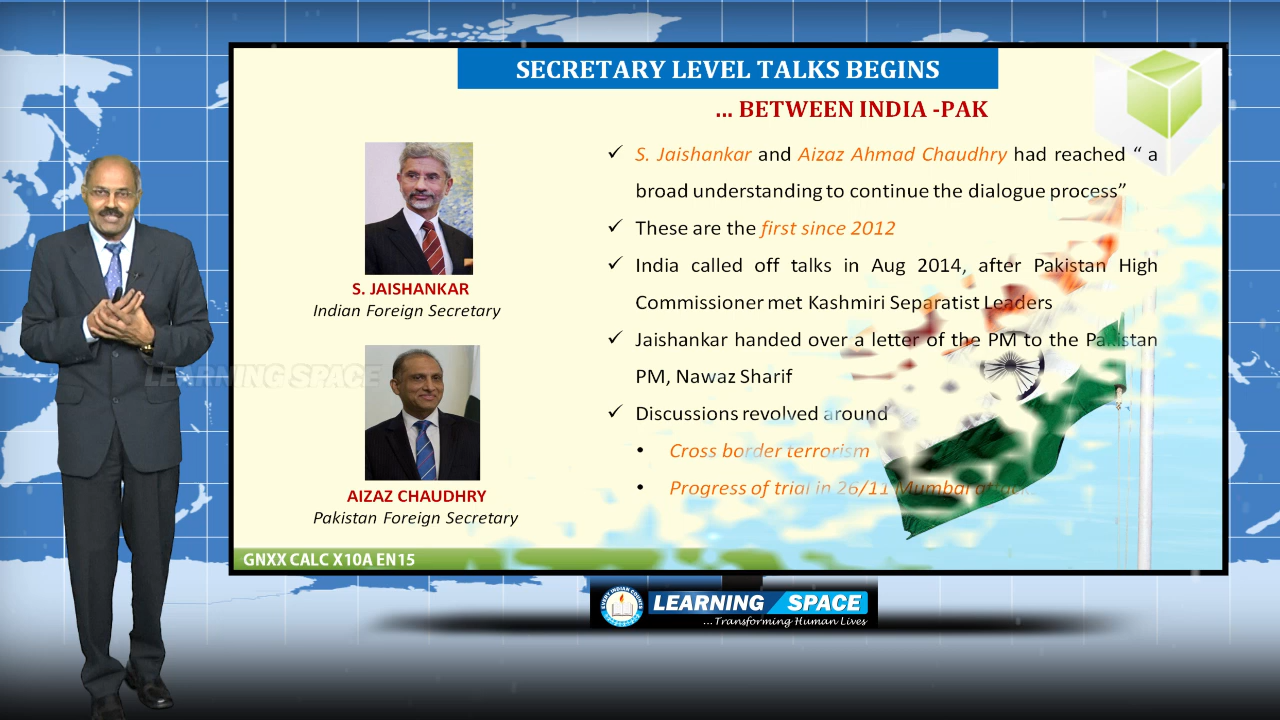 SECRETARY LEVEL TALKS BEGINS
... BETWEEN INDIA -PAK
S. JAISHANKAR
Indian Foreign Secretary
AIZAZ CHAUDHRY
Pakistan Foreign Secretary
✓ S. Jaishankar and Aizaz Ahmad Chaudhry had reached “ a
broad understanding to continue the dialogue process”
✓ These are the first since 2012
✓ India called off talks in Aug 2014, after Pakistan High
Commissioner met Kashmiri Separatist Leaders
✓ Jaishankar handed over a letter of the PM to the Pakistan
PM, Nawaz Sharif
✓ Discussions revolved around
• Cross border terrorism
• Progress of trial in 26/11 Mumbai
LEARNING SPACE
GNXX CALC X10A EN15
EVERY INDIAN COUNTS
LEARNING SPACE
...Transforming Human Lives